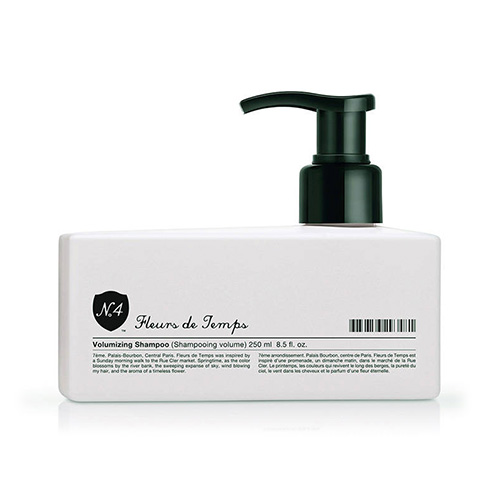 N.4
™
Fleurs de Temps
Volumizing Shampoo (Shampooing volume) 250 ml 8.5 fl. oz.
7ème. Palais-Bourbon, Central Paris. Fleurs de Temps was inspired by
a Sunday morning walk to the Rue Cler market. Springtime, as the color
blossoms by the river bank, the sweeping expanse of sky, wind blowing
my hair, and the aroma of a timeless flower.
7ème arrondissement. Palais Bourbon, centre de Paris. Fleurs de Temps est
inspirée d'une promenade, un dimanche matin, dans le marché de la Rue
Cler. Le printemps, les couleurs qui revivent le long des berges, la pureté du
ciel, le vent dans les cheveux et le parfum d'une fleur éternelle.